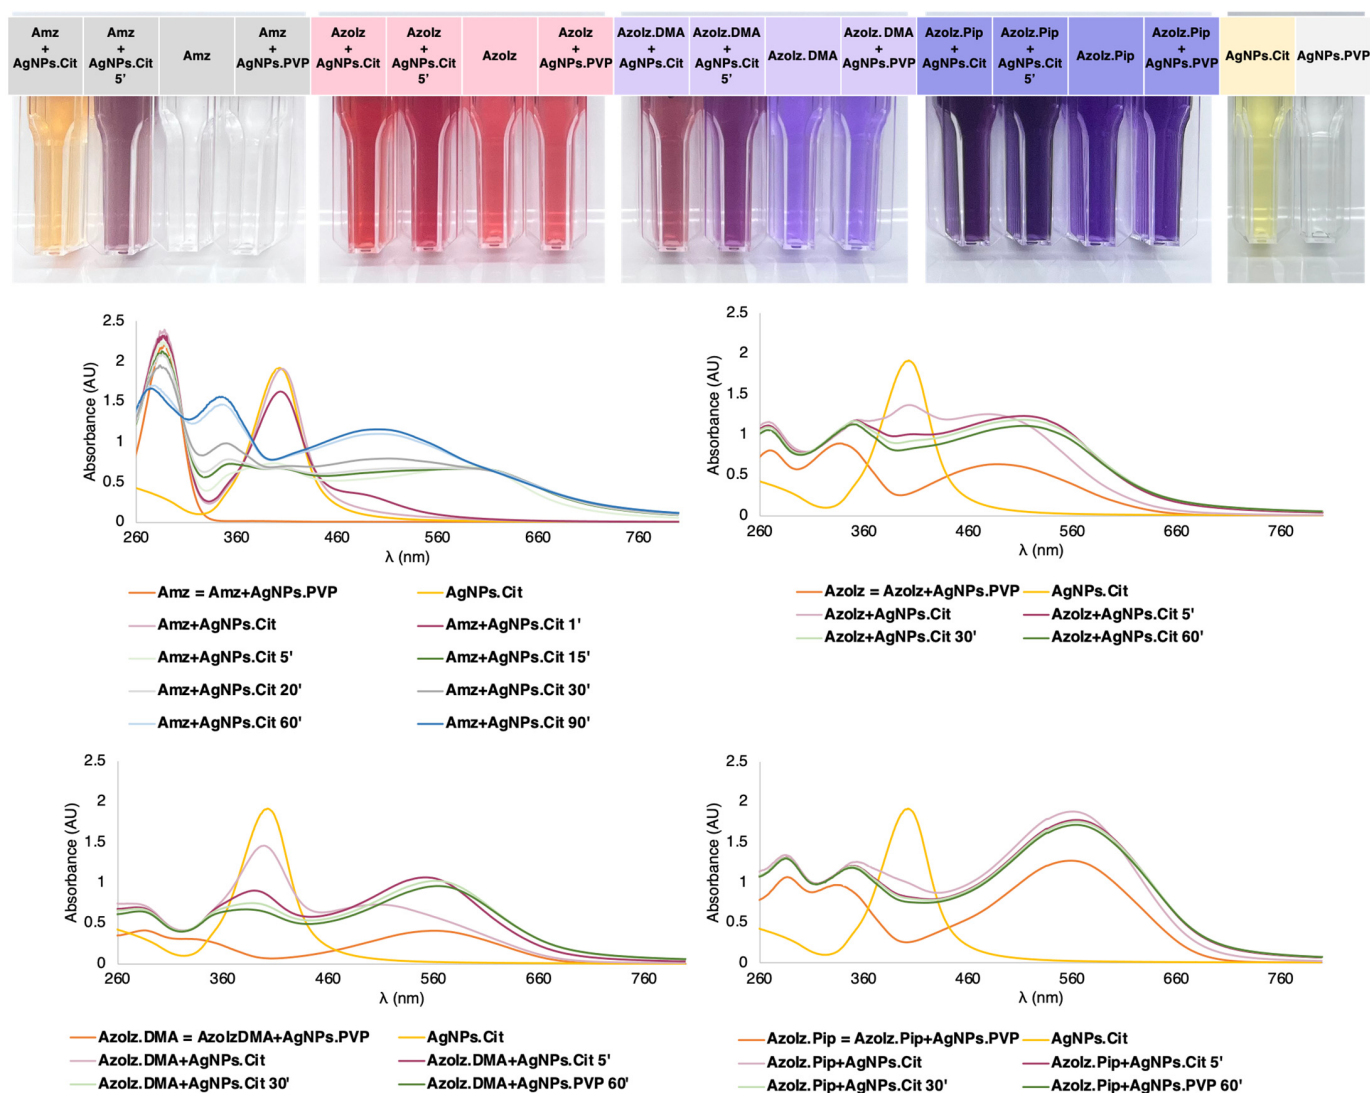 Amz
+
AgNPs.Cit
Amz
+
AgNPs.Cit
5'
Amz
Amz
+
AgNPs.PVP
Azolz
+
AgNPs.Cit
Azolz
+
AgNPs.Cit
5'
Azolz
Azolz
+
AgNPs.PVP
Azolz.DMA
+
AgNPs.Cit
Azolz.DMA
+
AgNPs.Cit
5'
Azolz. DMA
Azolz. DMA
+
AgNPs.PVP
Azolz.Pip
+
AgNPs.Cit
Azolz.Pip
+
AgNPs.Cit
5'
Azolz.Pip
Azolz.Pip
+
AgNPs.PVP
AgNPs.Cit
AgNPs.PVP
2.5
2
1.5
1
0.5
0
Absorbance (AU)
260 360 460 560 660 760
λ (nm)
Amz = Amz+AgNPs.PVP AgNPs.Cit
Amz+AgNPs.Cit Amz+AgNPs.Cit 1'
Amz+AgNPs.Cit 5' Amz+AgNPs.Cit 15'
Amz+AgNPs.Cit 20' Amz+AgNPs.Cit 30'
Amz+AgNPs.Cit 60' Amz+AgNPs.Cit 90'
2.5
2
1.5
1
0.5
0
Absorbance (AU)
260 360 460 560 660 760
λ (nm)
Azolz = Azolz+AgNPs.PVP AgNPs.Cit
Azolz+AgNPs.Cit Azolz+AgNPs.Cit 5'
Azolz+AgNPs.Cit 30' Azolz+AgNPs.Cit 60'
2.5
2
1.5
1
0.5
0
Absorbance (AU)
260 360 460 560 660 760
λ (nm)
Azolz.DMA = AzolzDMA+AgNPs.PVP AgNPs.Cit
Azolz.DMA+AgNPs.Cit Azolz.DMA+AgNPs.Cit 5'
Azolz.DMA+AgNPs.Cit 30' Azolz.DMA+AgNPs.PVP 60'
2.5
2
1.5
1
0.5
0
Absorbance (AU)
260 360 460 560 660 760
λ (nm)
Azolz.Pip = Azolz.Pip+AgNPs.PVP AgNPs.Cit
Azolz.Pip+AgNPs.Cit Azolz.Pip+AgNPs.Cit 5'
Azolz.Pip+AgNPs.Cit 30' Azolz.Pip+AgNPs.PVP 60'